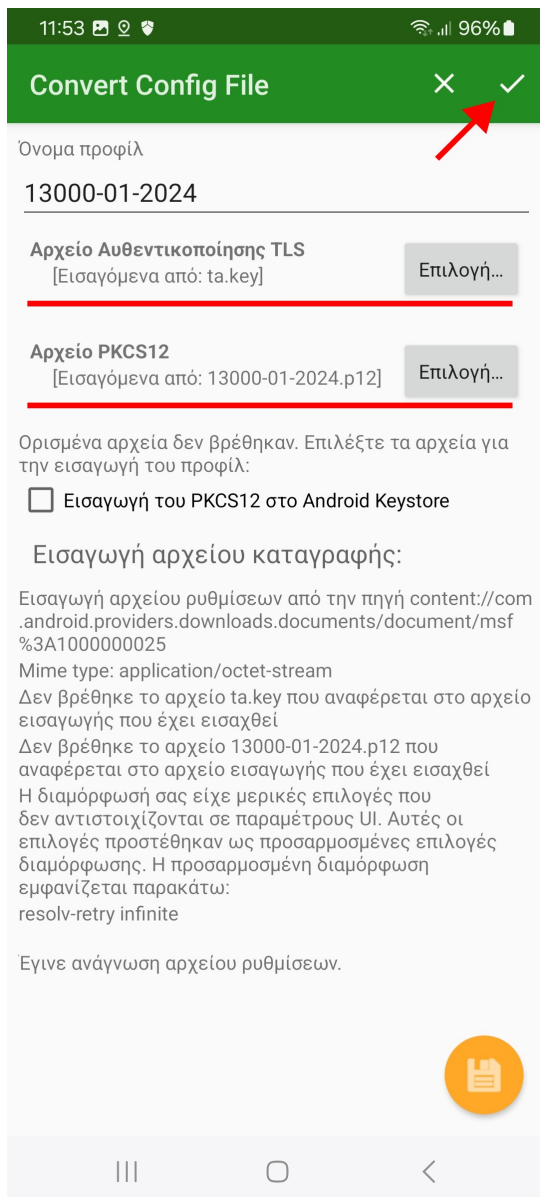 11:53
96%
Convert Config File
Όνομα προφίλ
13000-01-2024
Αρχείο Αυθεντικοποίησης TLS
[Εισαγόμενα από: ta.key]
Επιλογή...
Αρχείο PKCS12
[Εισαγόμενα από: 13000-01-2024.p12]
Επιλογή...
Ορισμένα αρχεία δεν βρέθηκαν. Επιλέξτε τα αρχεία για
την εισαγωγή του προφίλ:
Εισαγωγή του PKCS12 στο Android Keystore
Εισαγωγή αρχείου καταγραφής:
Εισαγωγή αρχείου ρυθμίσεων από την πηγή content://com
.android.providers.downloads.documents/document/msf
%3A1000000025
Mime type: application/octet-stream
Δεν βρέθηκε το αρχείο ta.key που αναφέρεται στο αρχείο
εισαγωγής που έχει εισαχθεί
Δεν βρέθηκε το αρχείο 13000-01-2024.p12 που
αναφέρεται στο αρχείο εισαγωγής που έχει εισαχθεί
Η διαμόρφωσή σας είχε μερικές επιλογές που
δεν αντιστοιχίζονται σε παραμέτρους UI. Αυτές οι
επιλογές προστέθηκαν ως προσαρμοσμένες επιλογές
διαμόρφωσης. Η προσαρμοσμένη διαμόρφωση
εμφανίζεται παρακάτω:
resolv-retry infinite
Έγινε ανάγνωση αρχείου ρυθμίσεων.